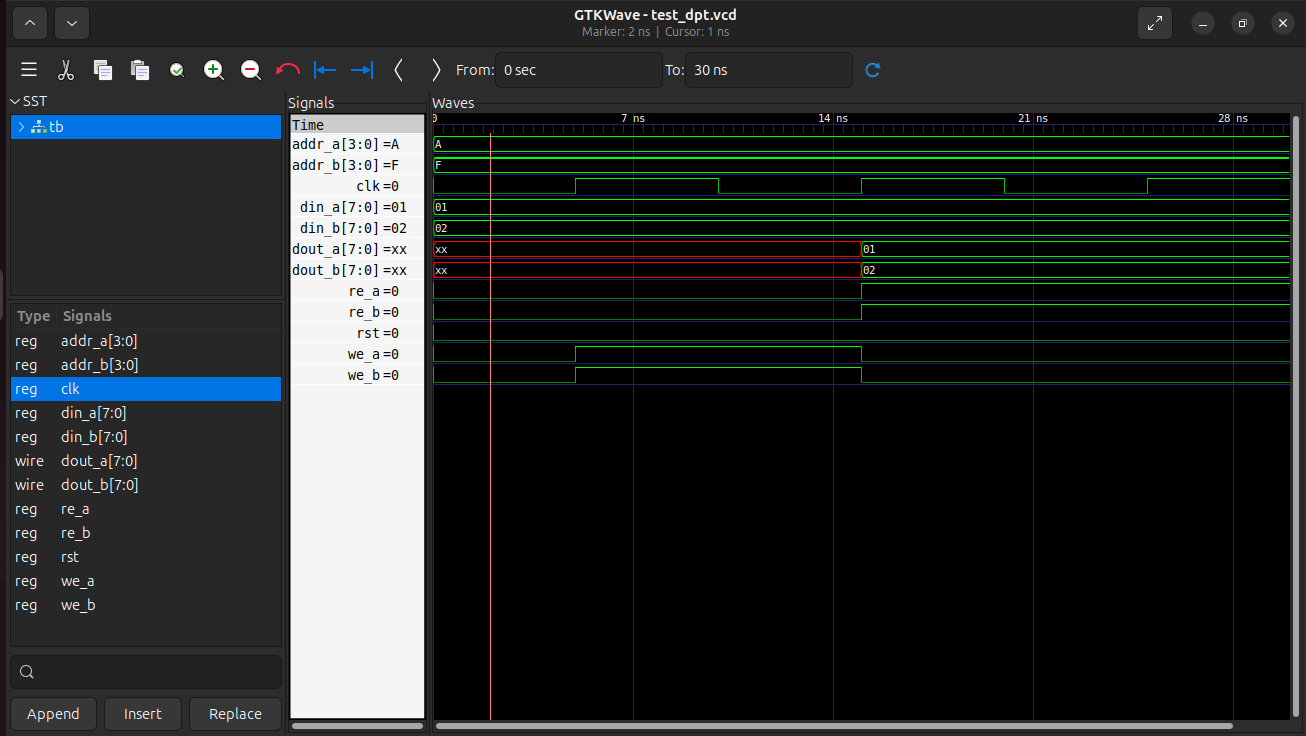 GTKWave - test_dpt.vcd
Marker: 2 ns | Cursor: 1 ns
From: 0 sec To: 30 ns
SST
tb
Type Signals
reg addr_a[3:0]
reg addr_b[3:0]
reg clk
reg din_a[7:0]
reg din_b[7:0]
wire dout_a[7:0]
wire dout_b[7:0]
reg re_a
reg re_b
reg rst
reg we_a
reg we_b
Append Insert Replace
Signals
Time
addr_a[3:0] =A
addr_b[3:0] =F
clk =0
din_a[7:0] =01
din_b[7:0] =02
dout_a[7:0] =xx
dout_b[7:0] =xx
re_a =0
re_b =0
rst =0
we_a =0
we_b =0
Waves
0 7 ns 14 ns 21 ns 28 ns
A
F
01
02
xx 01
xx 02